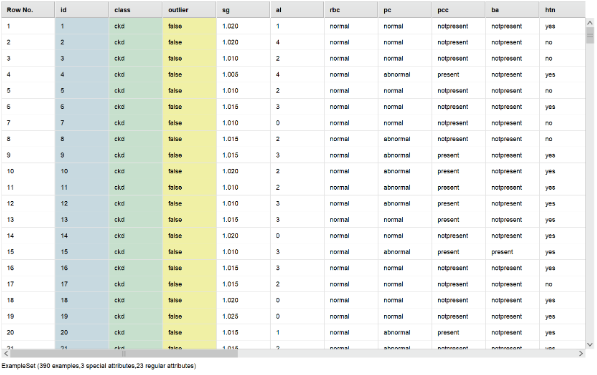 Row No. id class outlier sg al rbc pc pcc ba htn
1 1 ckd false 1.020 1 normal normal notpresent notpresent yes
2 2 ckd false 1.020 4 normal normal notpresent notpresent no
3 3 ckd false 1.010 2 normal normal notpresent notpresent no
4 4 ckd false 1.005 4 normal abnormal present notpresent yes
5 5 ckd false 1.010 2 normal normal notpresent notpresent no
6 6 ckd false 1.015 3 normal normal notpresent notpresent yes
7 7 ckd false 1.010 0 normal normal notpresent notpresent no
8 8 ckd false 1.015 2 normal abnormal notpresent notpresent no
9 9 ckd false 1.015 3 normal abnormal present notpresent yes
10 10 ckd false 1.020 2 normal abnormal present notpresent yes
11 11 ckd false 1.010 2 normal abnormal present notpresent yes
12 12 ckd false 1.010 3 normal abnormal present notpresent yes
13 13 ckd false 1.015 3 normal normal present notpresent yes
14 14 ckd false 1.020 0 normal normal notpresent notpresent yes
15 15 ckd false 1.010 3 normal abnormal present present yes
16 16 ckd false 1.015 3 normal normal notpresent notpresent yes
17 17 ckd false 1.015 2 normal normal notpresent notpresent no
18 18 ckd false 1.020 0 normal normal notpresent notpresent yes
19 19 ckd false 1.025 0 normal normal notpresent notpresent yes
20 20 ckd false 1.015 1 normal abnormal present notpresent yes
21 21 ckd false 1.015 2 normal abnormal notpresent notpresent yes
ExampleSet (390 examples,3 special attributes,23 regular attributes)